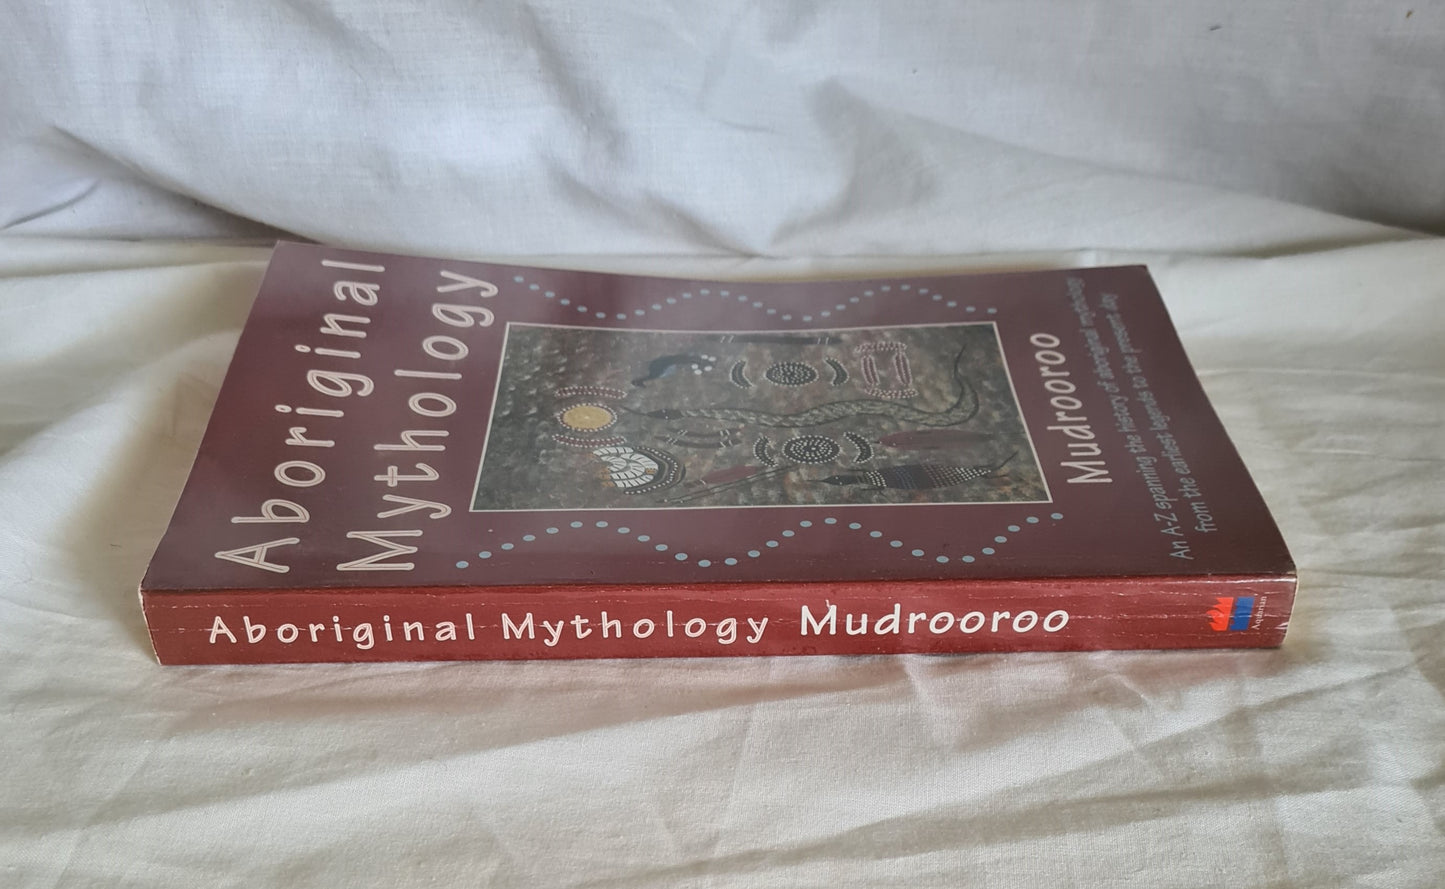 Aboriginal
Mythology
Mudrooroo
An A-Z spanning the history of aboriginal mythology
from the earliest legends to the present day
Aboriginal Mythology Mudrooroo
Aquarian